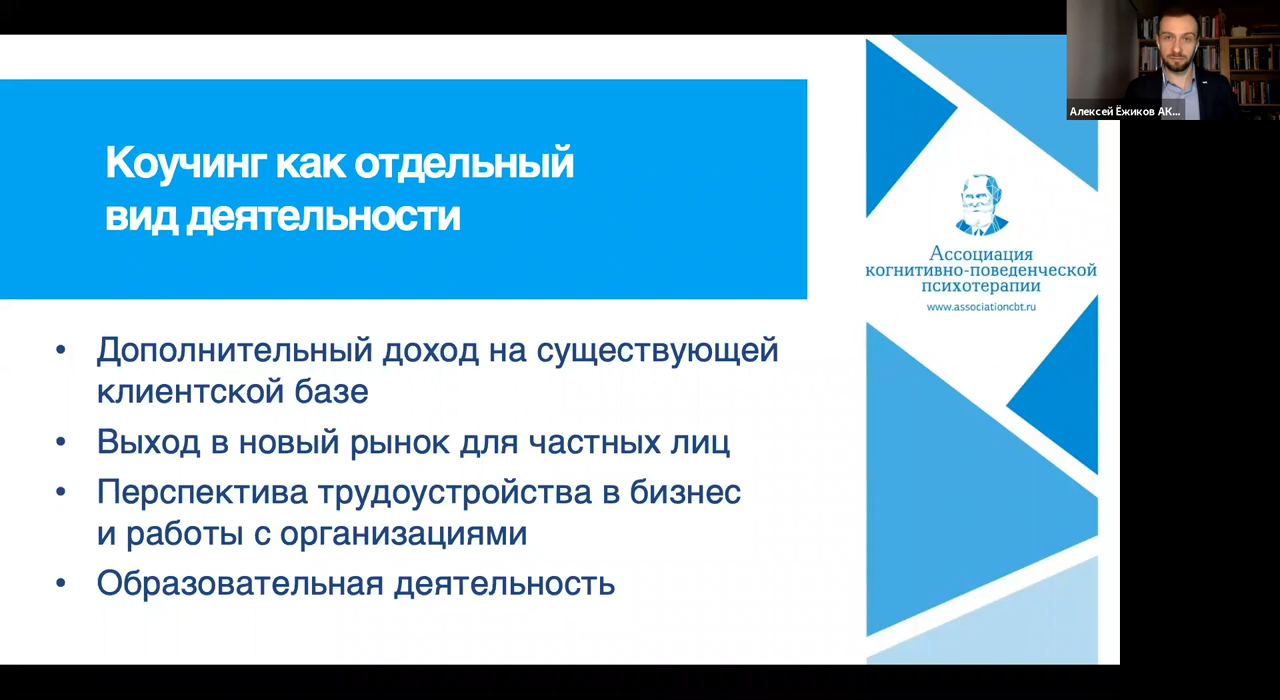 Коучинг как отдельный
вид деятельности
• Дополнительный доход на существующей
клиентской базе
• Выход в новый рынок для частных лиц
• Перспектива трудоустройства в бизнес
и работы с организациями
• Образовательная деятельность
Ассоциация
когнитивно-поведенческой
психотерапии
www.associationcbt.ru
Алексей Ёжиков АК...